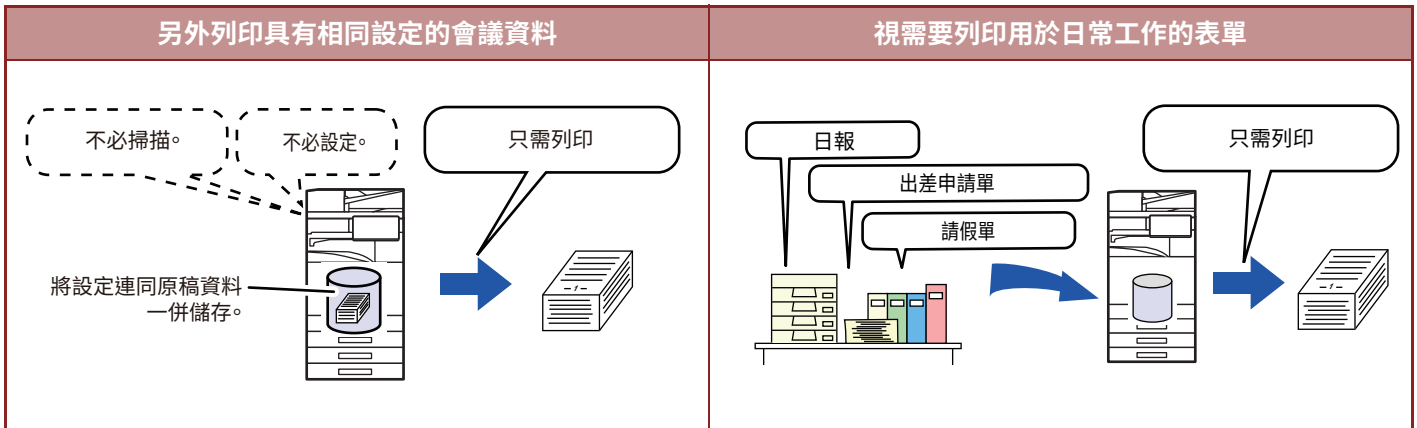 另外列印具有相同設定的會議資料
不必掃描。
不必設定。
只需列印
將設定連同原稿資料
一併儲存。
-1-
視需要列印用於日常工作的表單
日報
出差申請單
請假單
只需列印
-1-